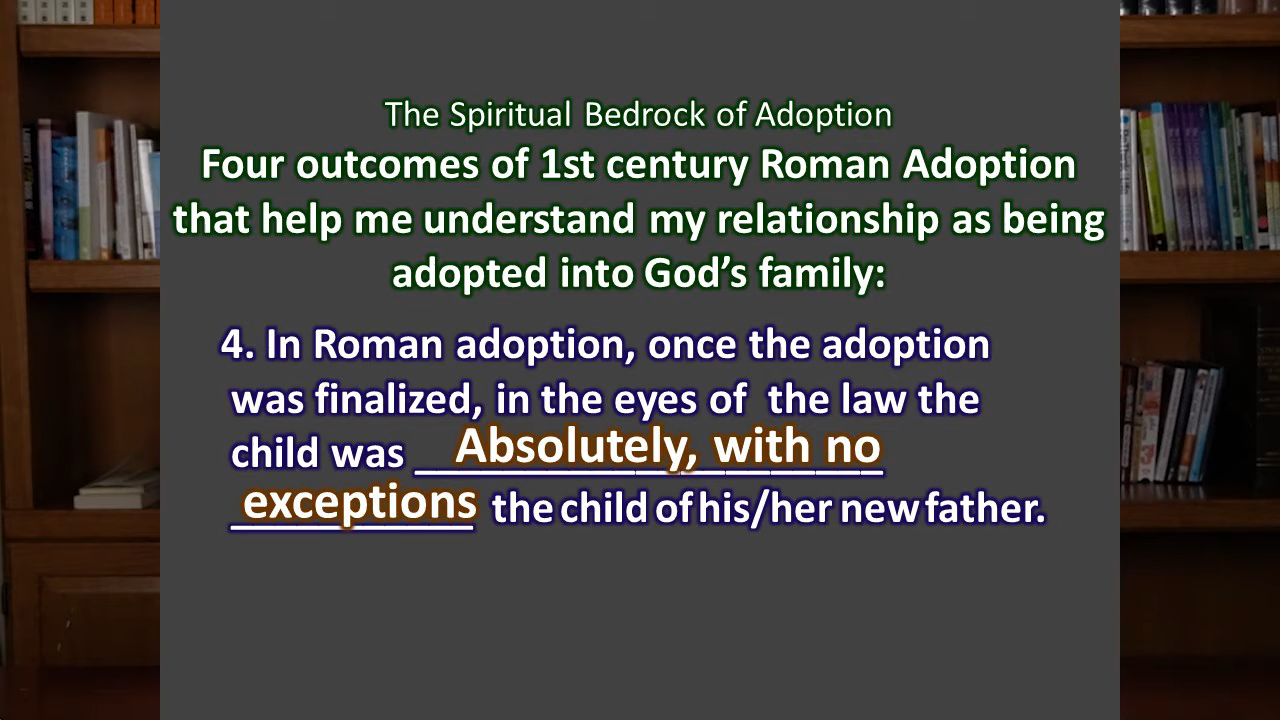 The Spiritual Bedrock of Adoption
Four outcomes of 1st century Roman Adoption
that help me understand my relationship as being
adopted into God’s family:
4. In Roman adoption, once the adoption
was finalized, in the eyes of  the law the
child was Absolutely, with no
exceptions the child of his/her new father.